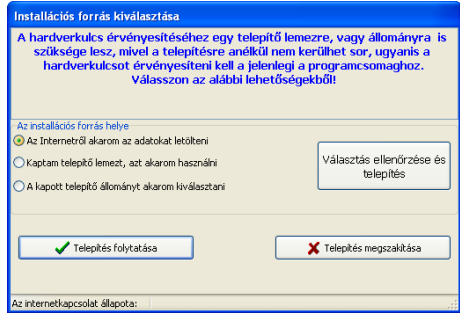 Installációs forrás kiválasztása
A hardverkulcs érvényesítéséhez egy telepítő lemezre, vagy állományra is
szüksége lesz, mivel a telepítésre anélkül nem kerülhet sor, ugyanis a
hardverkulcsot érvényesíteni kell a jelenlegi a programcsomaghoz.
Válasszon az alábbi lehetőségekből!
Az installációs forrás helye
Az Internetről akarom az adatokat letölteni
Kaptam telepítő lemezt, azt akarom használni
A kapott telepítő állományt akarom kiválasztani
Választás ellenőrzése és
telepítés
Telepítés folytatása
Telepítés megszakítása
Az internetkapcsolat állapota: